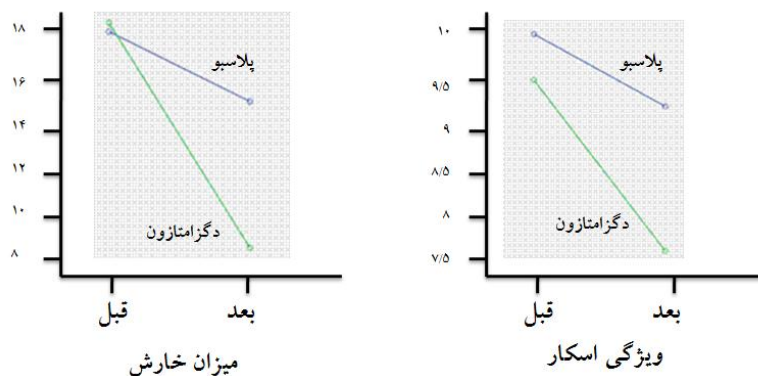 ۱۸
۱۶
۱۴
۱۲
۱۰
۸
پلاسبو
دگزامتازون
قبل
بعد
میزان خارش
۱۰
۹/۵
۹
۸/۵
۸
۷/۵
پلاسبو
دگزامتازون
قبل
بعد
ویژگی اسکار